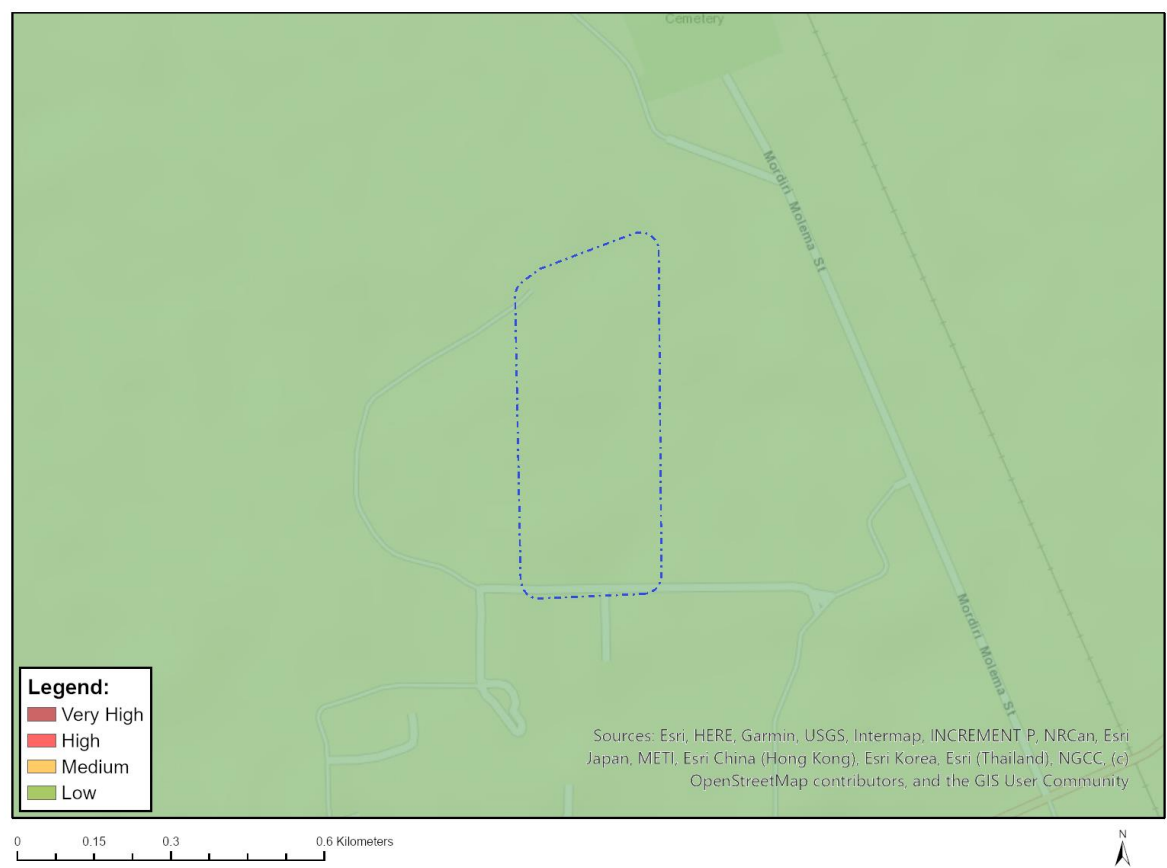 Cemetery
Mordiri Molema St
Mordiri Molema St
Legend:
Very High
High
Medium
Low
Sources: Esri, HERE, Garmin, USGS, Intermap, INCREMENT P, NRCan, Esri
Japan, METI, Esri China (Hong Kong), Esri Korea, Esri (Thailand), NGCC, (c)
OpenStreetMap contributors, and the GIS User Community
0 0.15 0.3 0.6 Kilometers
N